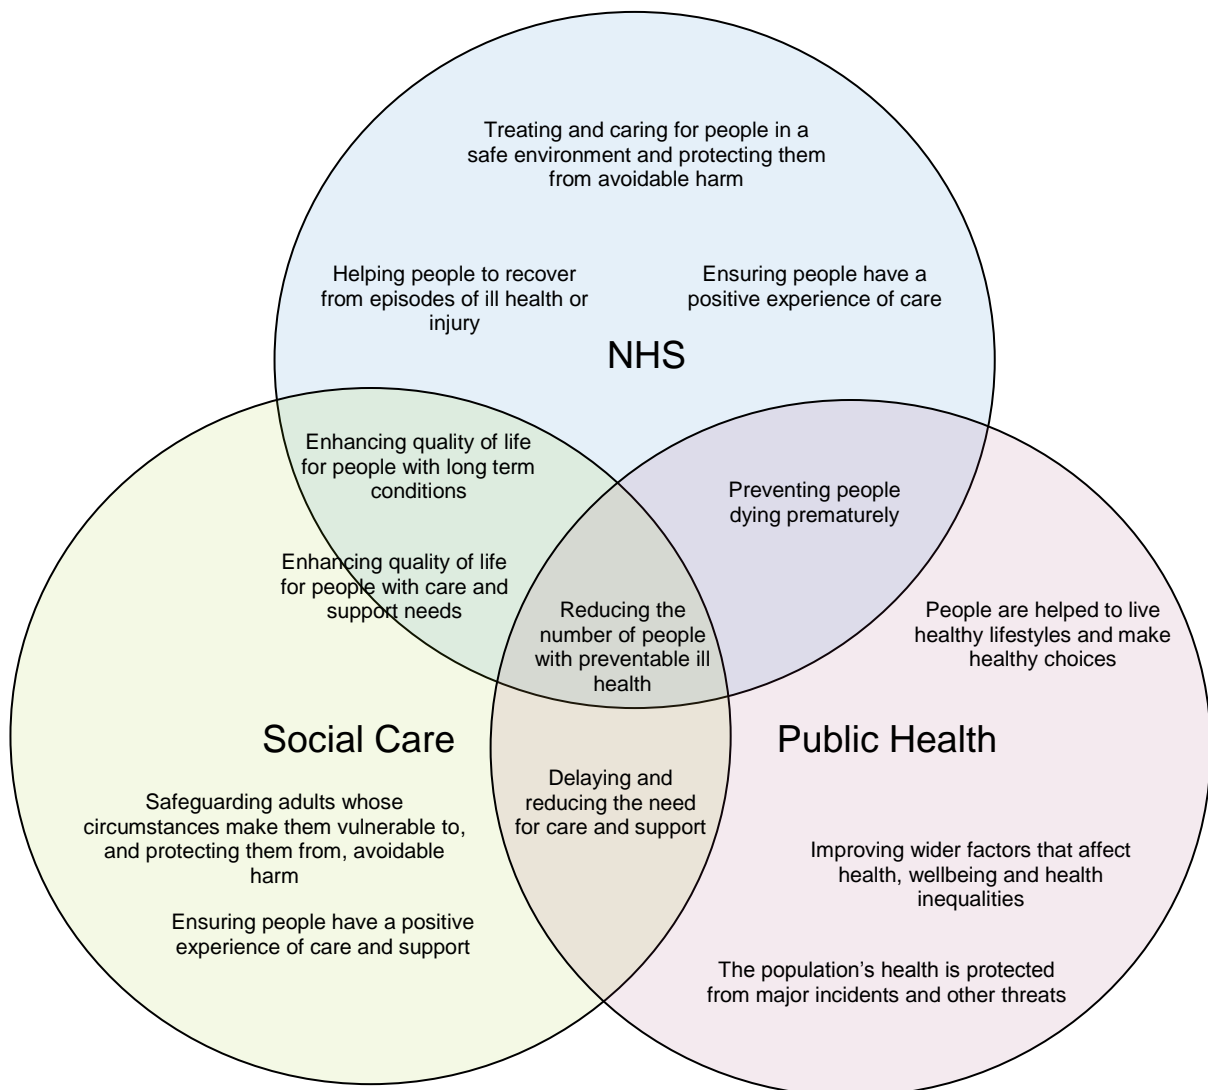 Treating and caring for people in a
safe environment and protecting them
from avoidable harm
Helping people to recover
from episodes of ill health or
injury
Ensuring people have a
positive experience of care
NHS
Enhancing quality of life
for people with long term
conditions
Preventing people
dying prematurely
Enhancing quality of life
for people with care and
support needs
Reducing the
number of people
with preventable ill
health
People are helped to live
healthy lifestyles and make
healthy choices
Social Care
Public Health
Delaying and
reducing the need
for care and support
Safeguarding adults whose
circumstances make them vulnerable to,
and protecting them from, avoidable
harm
Improving wider factors that affect
health, wellbeing and health
inequalities
Ensuring people have a positive
experience of care and support
The population’s health is protected
from major incidents and other threats